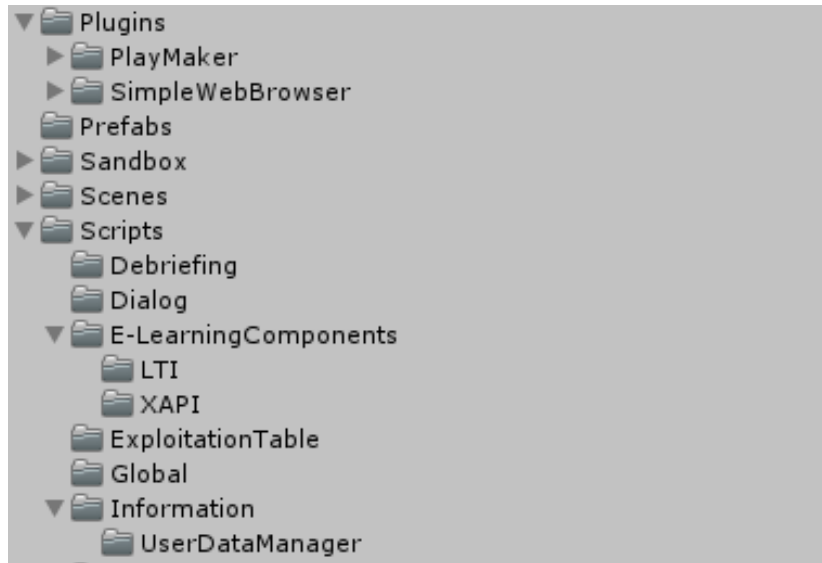 Plugins
PlayMaker
SimpleWebBrowser
Prefabs
Sandbox
Scenes
Scripts
Debriefing
Dialog
E-LearningComponents
LTI
XAPI
ExploitationTable
Global
Information
UserDataManager